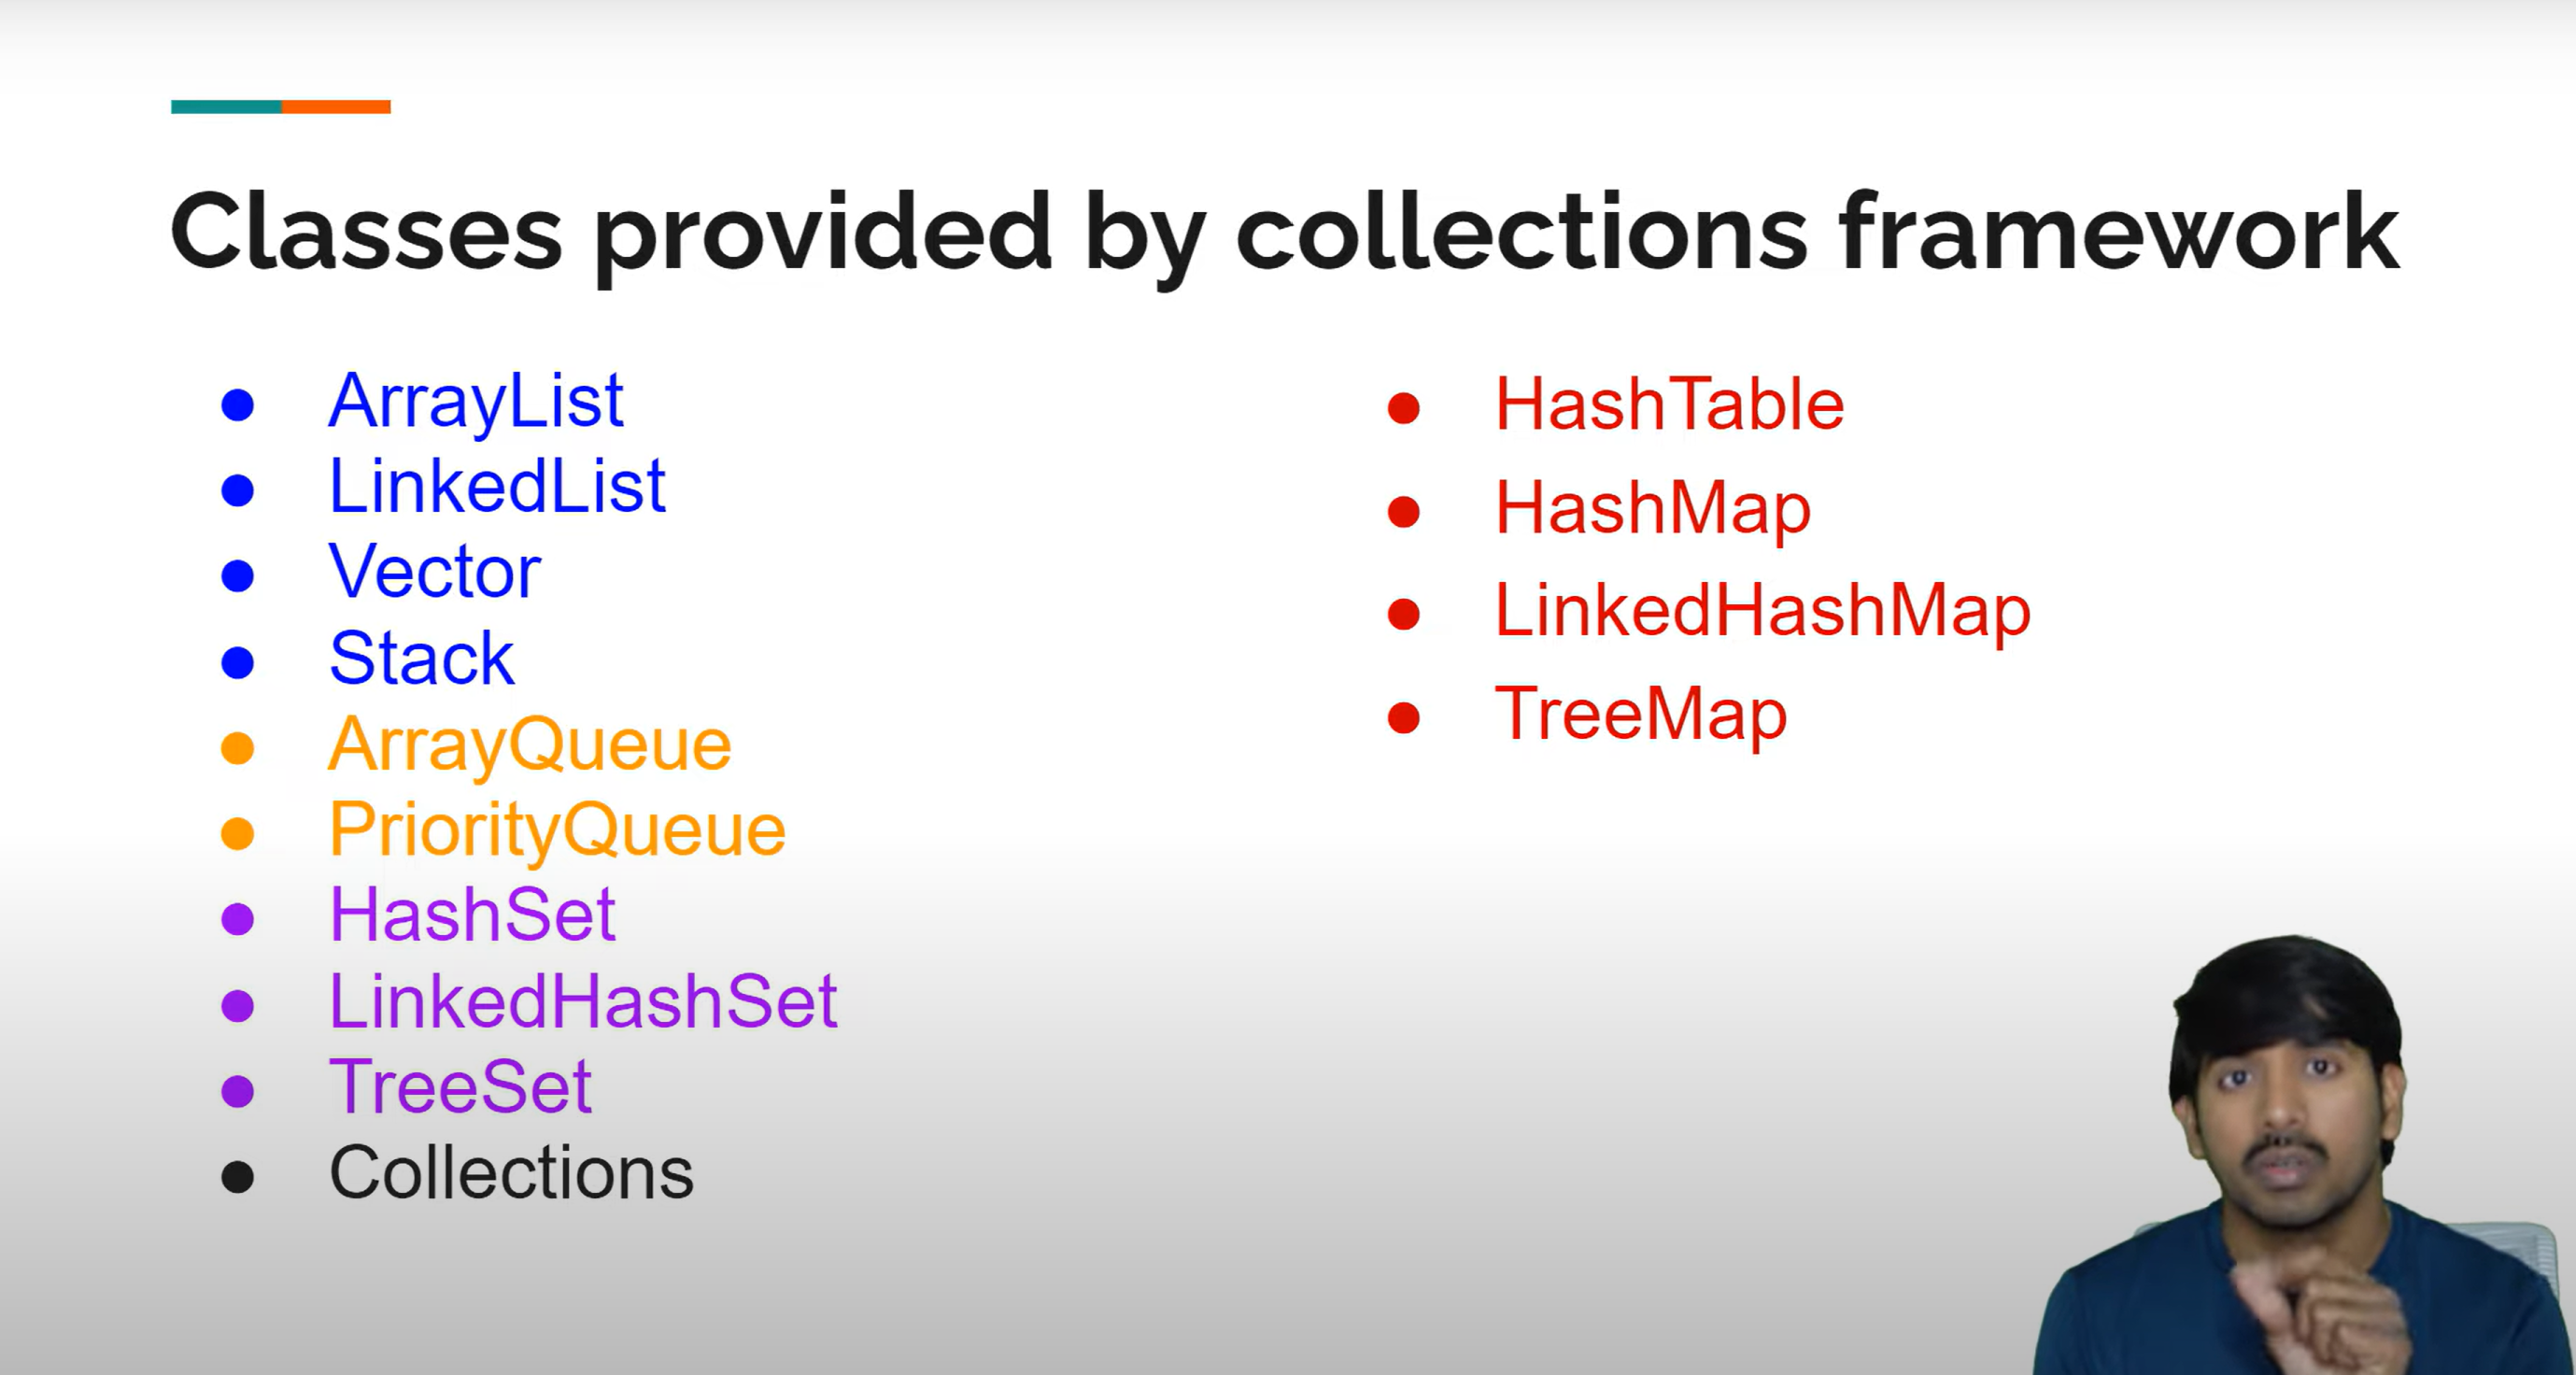 Classes provided by collections framework
ArrayList
LinkedList
Vector
Stack
ArrayQueue
PriorityQueue
HashSet
LinkedHashSet
TreeSet
Collections
HashTable
HashMap
LinkedHashMap
TreeMap